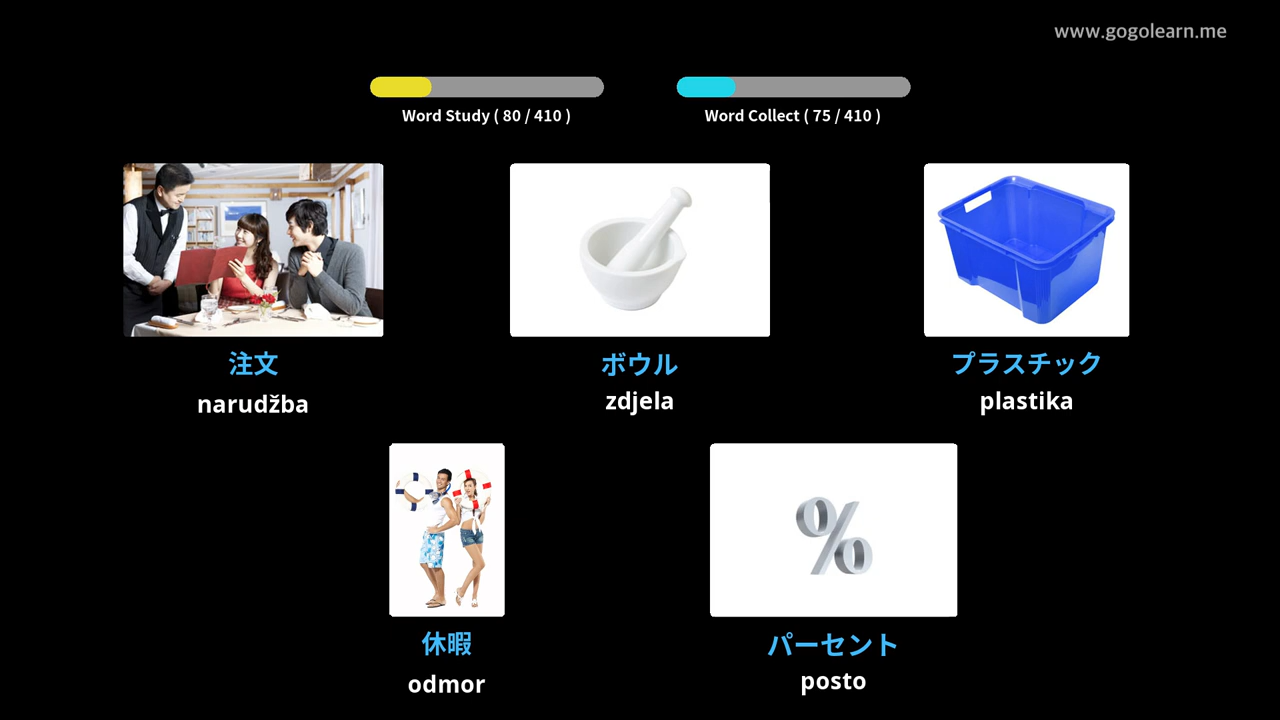 www.gogolearn.me
Word Study ( 80 / 410 )
Word Collect ( 75 / 410 )
注文
narudžba
ボウル
zdjela
プラスチック
plastika
休暇
odmor
パーセント
posto